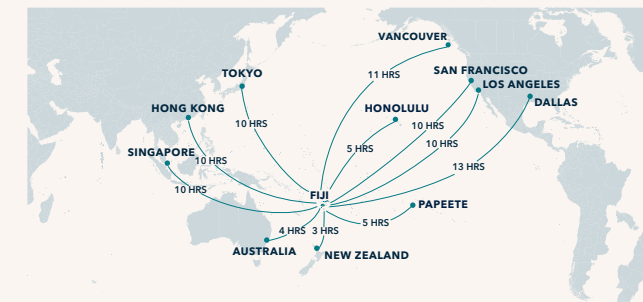 VANCOUVER
SAN FRANCISCO
TOKYO
11 HRS
LOS ANGELES
DALLAS
HONG KONG
HONOLULU
10 HRS
10 HRS
5 HRS
10 HRS
SINGAPORE
10 HRS
13 HRS
10 HRS
FIJI
PAPEETE
5 HRS
4 HRS
3 HRS
AUSTRALIA
NEW ZEALAND